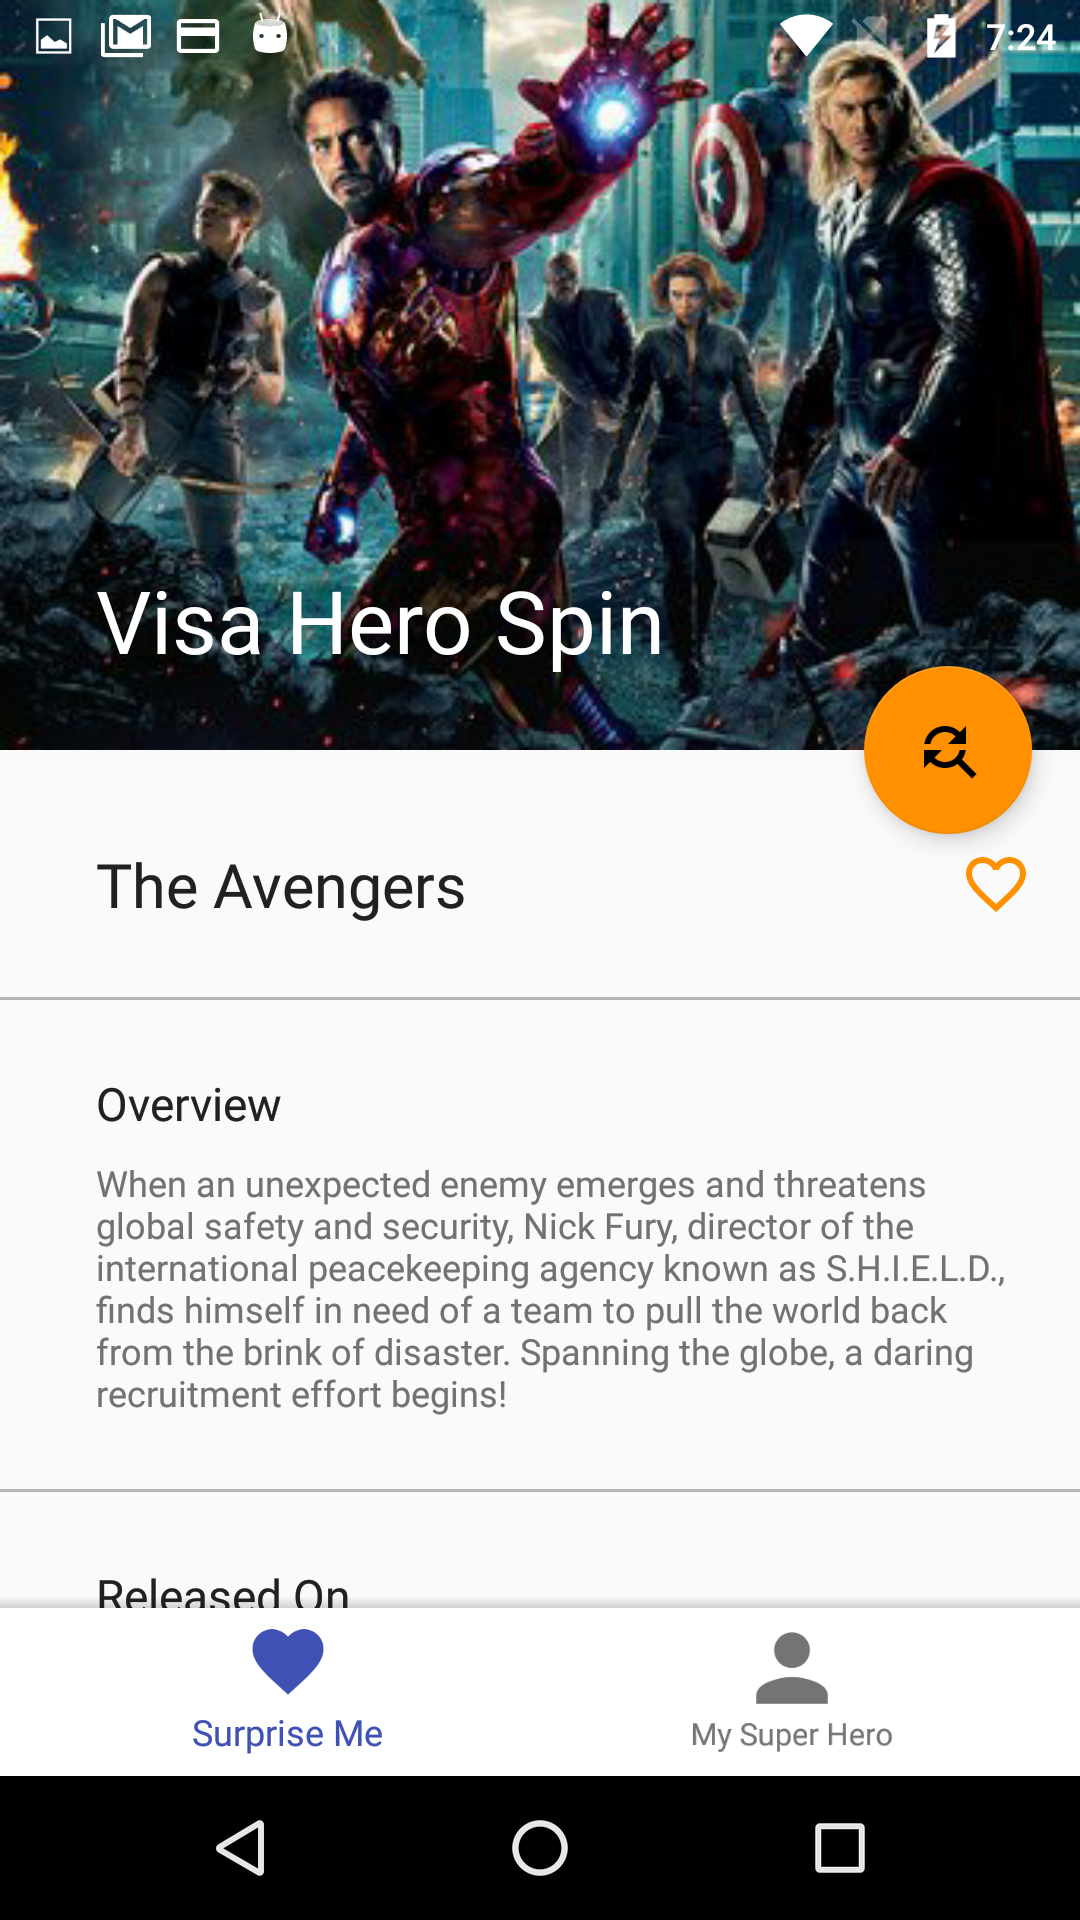 7:24
Visa Hero Spin
The Avengers
Overview
When an unexpected enemy emerges and threatens
global safety and security, Nick Fury, director of the
international peacekeeping agency known as S.H.I.E.L.D.,
finds himself in need of a team to pull the world back
from the brink of disaster. Spanning the globe, a daring
recruitment effort begins!
Released On
Surprise Me
My Super Hero